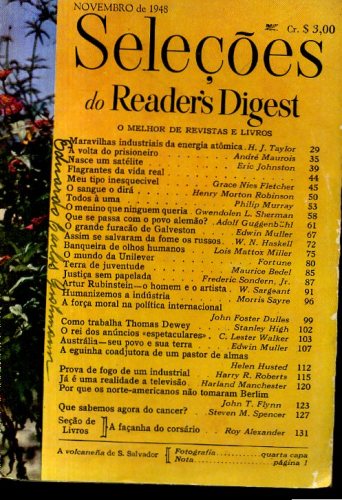 NOVEMBRO de 1948
Cr. $ 3,00
Seleções
do Reader's Digest
O MELHOR DE REVISTAS E LIVROS
Maravilhas industriais da energia atômica. H. J. Taylor 29
A volta do prisioneiro André Maurois 35
Nasce um satélite Eric Johnston 39
Flagrantes da vida real 44
Meu tipo inesquecível Grace Nies Fletcher 45
O sangue o dirá Henry Morton Robinson 50
Todos à uma Philip Murray 53
O menino que ninguem queria Gwendolen L. Sherman 58
Que se passa com o povo alemão? Adolf Guggenbühl 61
O grande furacão de Galveston Edwin Muller 67
Assim se salvaram da fome os russos W. N. Haskell 72
Banqueira de olhos humanos Lois Mattox Miller 75
O mundo da Unilever Fortune 80
Terra de juventude Maurice Bedel 85
Justiça sem papelada Frederic Sondern, Jr. 87
Artur Rubinstein—o homem e o artista W. Sargeant 91
Humanizemos a indústria Morris Sayre 96
A força moral na política internacional
John Foster Dulles 99
Como trabalha Thomas Dewey Stanley High 102
O rei dos anúncios «espetaculares» C. Lester Walker 103
Austrália—seu povo e sua terra Edwin Muller 107
A eguinha coadjutora de um pastor de almas
Helen Husted 112
Prova de fogo de um industrial Harry R. Roberts 115
Já é uma realidade a televisão Harland Manchester 120
Por que os norte-americanos não tomaram Berlim
John T. Flynn 123
Que sabemos agora do cancer? Steven M. Spencer 127
Seção de Livros A façanha do corsário Roy Alexander 131
A volcaneña de S. Salvador
Fotografia quarta capa
Nota página 1
Eduardo